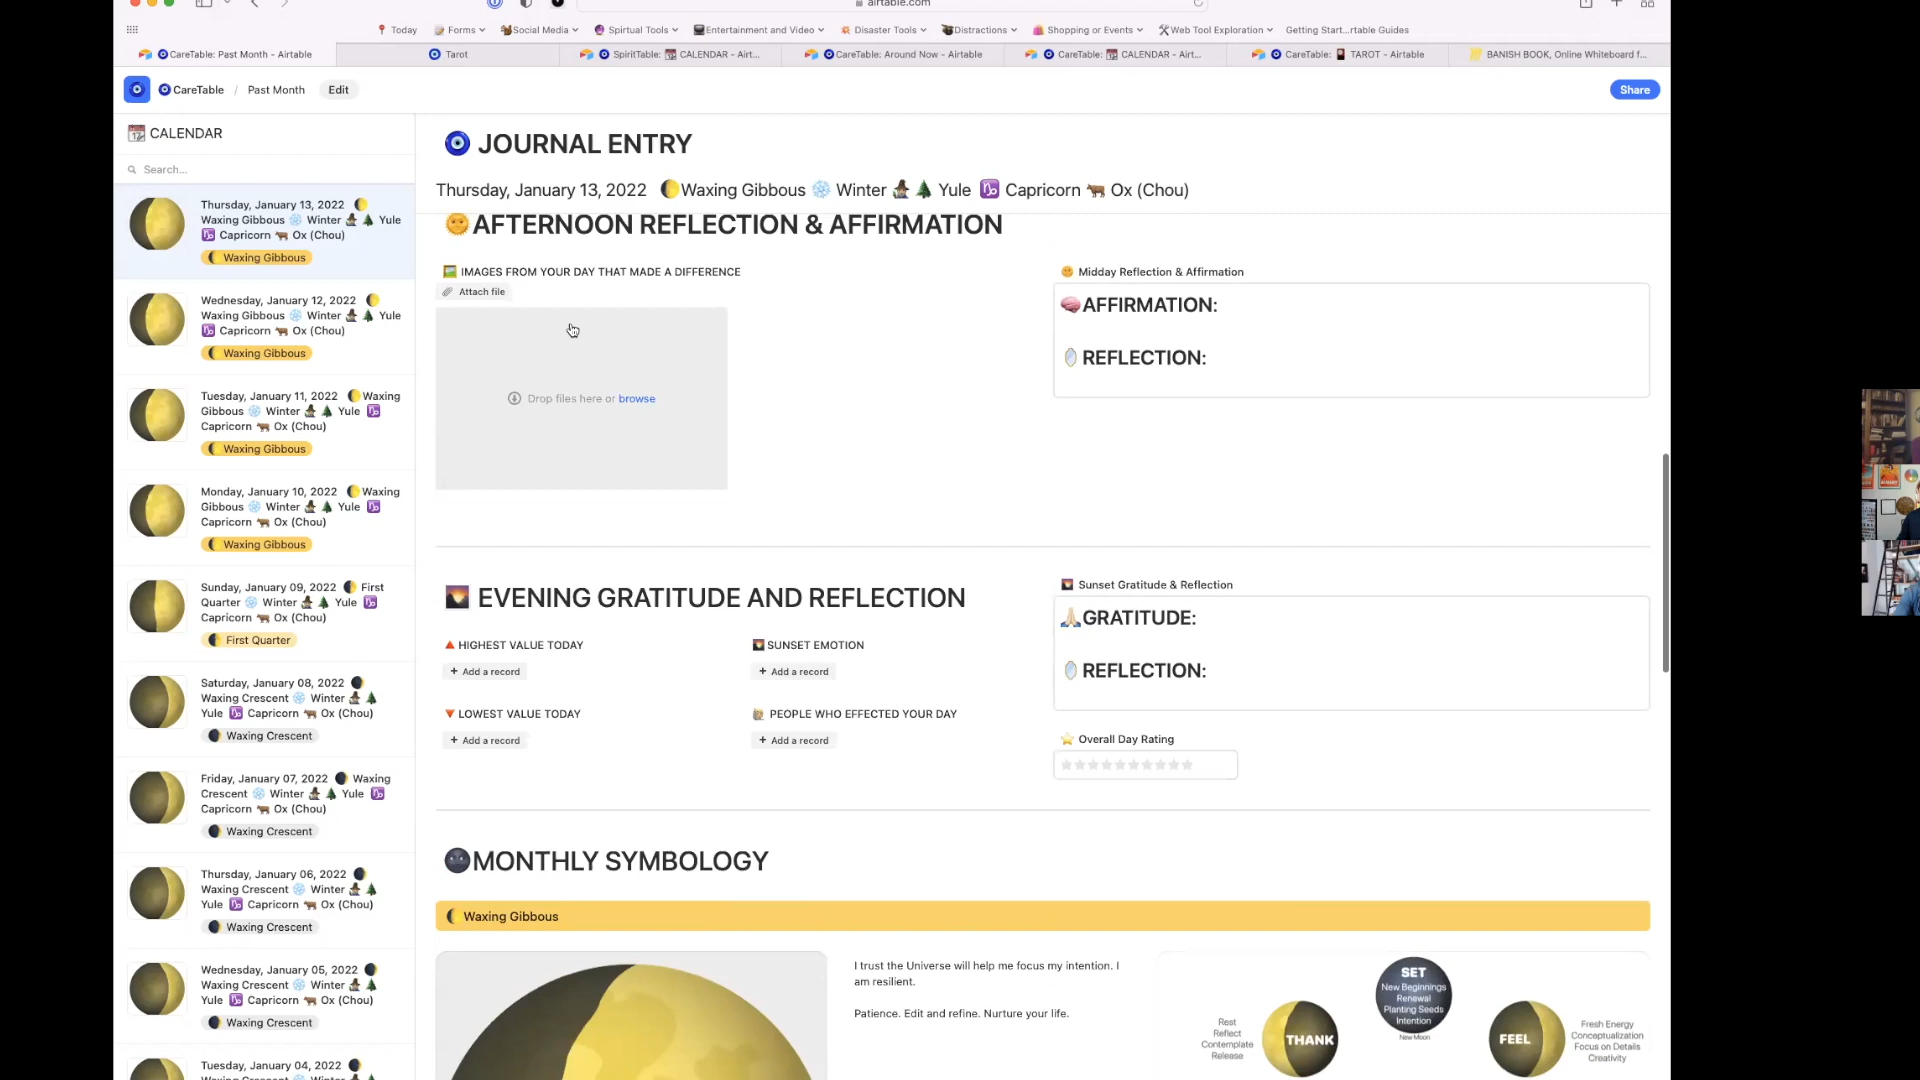 airtable.com
Today Forms Social Media Spirtual Tools Entertainment and Video Disaster Tools Distractions Shopping or Events Web Tool Exploration Getting Start...rtable Guides
CareTable: Past Month - Airtable Tarot SpiritTable: CALENDAR - Airt... CareTable: Around Now - Airtable CareTable: CALENDAR - Airt... CareTable: TAROT - Airtable BANISH BOOK, Online Whiteboard f...
CareTable / Past Month Edit Share
CALENDAR
Search...
Thursday, January 13, 2022
Waxing Gibbous Winter Yule
Capricorn Ox (Chou)
Waxing Gibbous
Wednesday, January 12, 2022
Waxing Gibbous Winter Yule
Capricorn Ox (Chou)
Waxing Gibbous
Tuesday, January 11, 2022 Waxing
Gibbous Winter Yule
Capricorn Ox (Chou)
Waxing Gibbous
Monday, January 10, 2022 Waxing
Gibbous Winter Yule
Capricorn Ox (Chou)
Waxing Gibbous
Sunday, January 09, 2022 First
Quarter Winter Yule
Capricorn Ox (Chou)
First Quarter
Saturday, January 08, 2022
Waxing Crescent Winter
Yule Capricorn Ox (Chou)
Waxing Crescent
Friday, January 07, 2022 Waxing
Crescent Winter Yule
Capricorn Ox (Chou)
Waxing Crescent
Thursday, January 06, 2022
Waxing Crescent Winter
Yule Capricorn Ox (Chou)
Waxing Crescent
Wednesday, January 05, 2022
Waxing Crescent Winter
Yule Capricorn Ox (Chou)
Waxing Crescent
Tuesday, January 04, 2022
Waxing Crescent Winter
JOURNAL ENTRY
Thursday, January 13, 2022 Waxing Gibbous Winter Yule Capricorn Ox (Chou)
AFTERNOON REFLECTION & AFFIRMATION
IMAGES FROM YOUR DAY THAT MADE A DIFFERENCE
Attach file
Drop files here or browse
Midday Reflection & Affirmation
AFFIRMATION:
REFLECTION:
EVENING GRATITUDE AND REFLECTION
HIGHEST VALUE TODAY
+ Add a record
SUNSET EMOTION
+ Add a record
LOWEST VALUE TODAY
+ Add a record
PEOPLE WHO EFFECTED YOUR DAY
+ Add a record
Sunset Gratitude & Reflection
GRATITUDE:
REFLECTION:
Overall Day Rating
MONTHLY SYMBOLOGY
Waxing Gibbous
I trust the Universe will help me focus my intention. I
am resilient.
Patience. Edit and refine. Nurture your life.
SET
New Beginnings
Renewal
Planting Seeds
Intention
New Moon
Rest
Reflect
Contemplate
Release
THANK
FEEL
Fresh Energy
Conceptualization
Focus on Details
Creativity